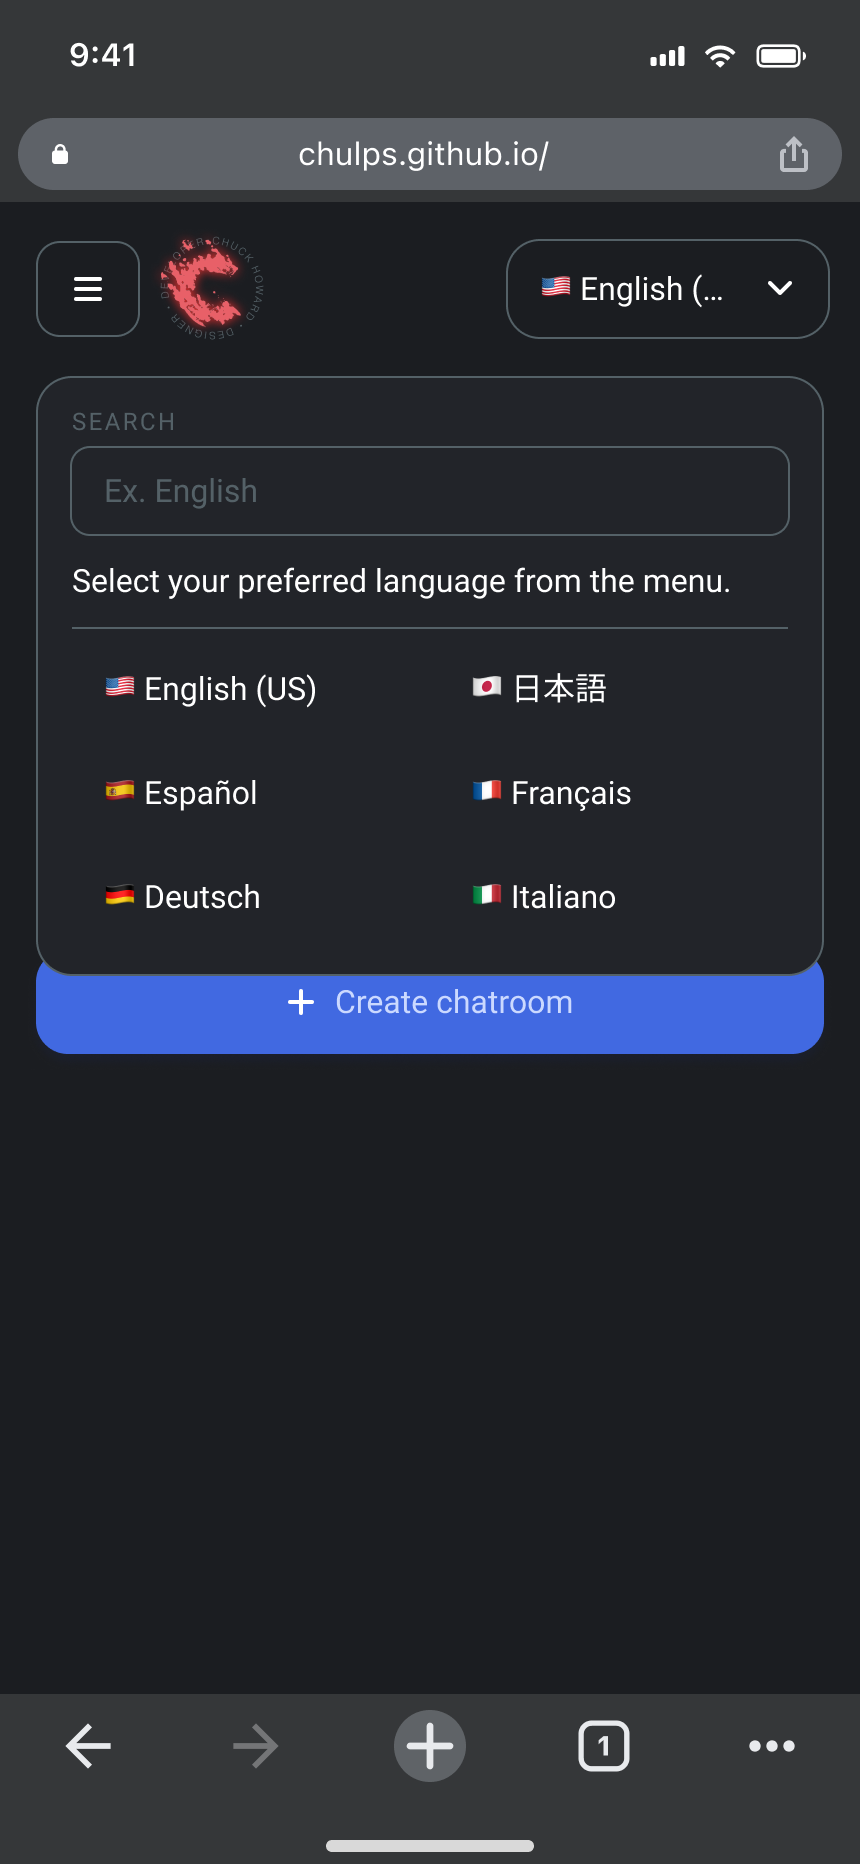 9:41
chulps.github.io/
DEVELOPER · CHUCK HOWARD · DESIGNER ·
🇺🇸 English (...
SEARCH
Ex. English
Select your preferred language from the menu.
🇺🇸 English (US)
🇯🇵 日本語
🇪🇸 Español
🇫🇷 Français
🇩🇪 Deutsch
🇮🇹 Italiano
Create chatroom
1